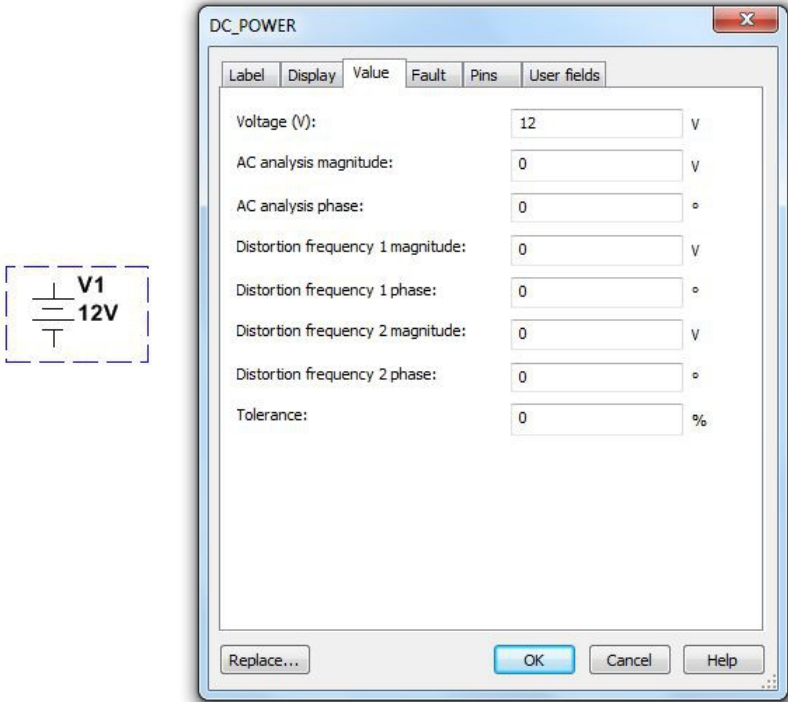 DC_POWER
Label Display Value Fault Pins User fields
Voltage (V): 12 V
AC analysis magnitude: 0 V
AC analysis phase: 0 °
Distortion frequency 1 magnitude: 0 V
V1
Distortion frequency 1 phase: 0 °
12V
Distortion frequency 2 magnitude: 0 V
Distortion frequency 2 phase: 0 °
Tolerance: 0 %
Replace... OK Cancel Help